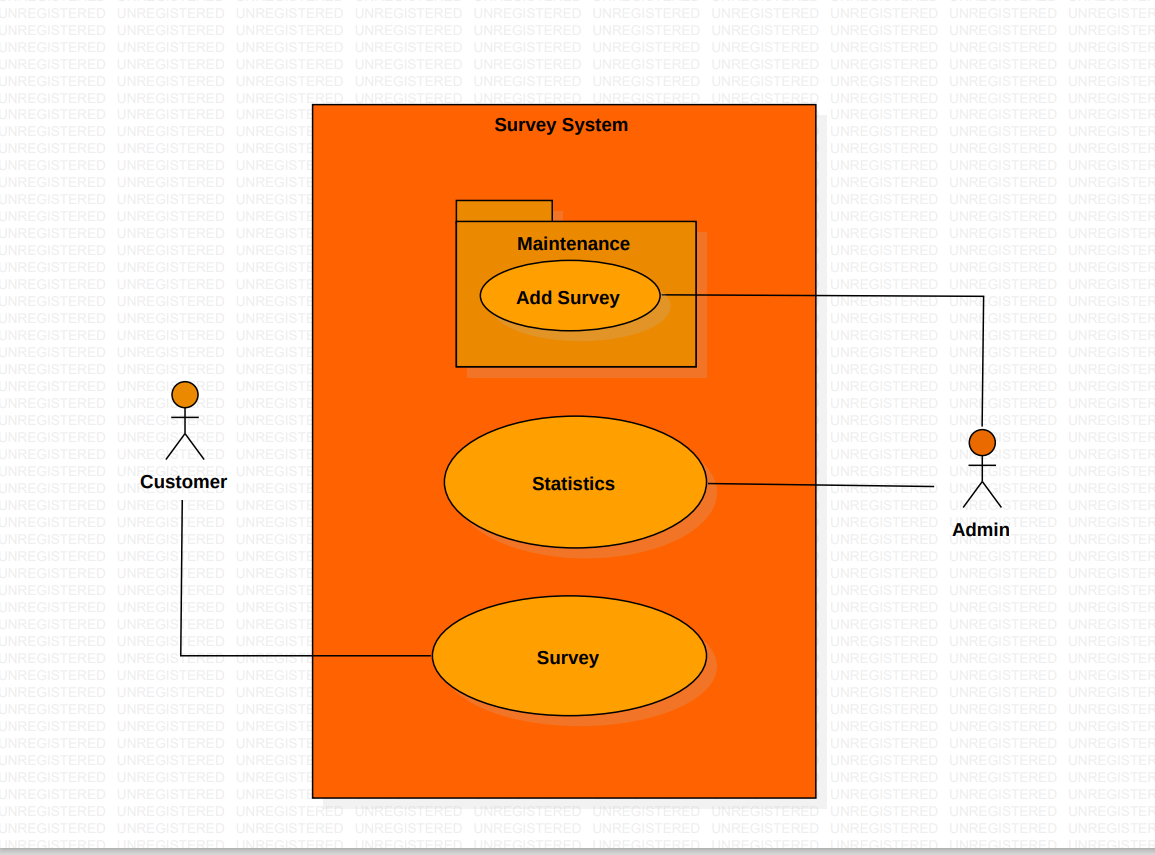 Survey System
Maintenance
Add Survey
Customer
Statistics
Admin
Survey
UNREGISTERED